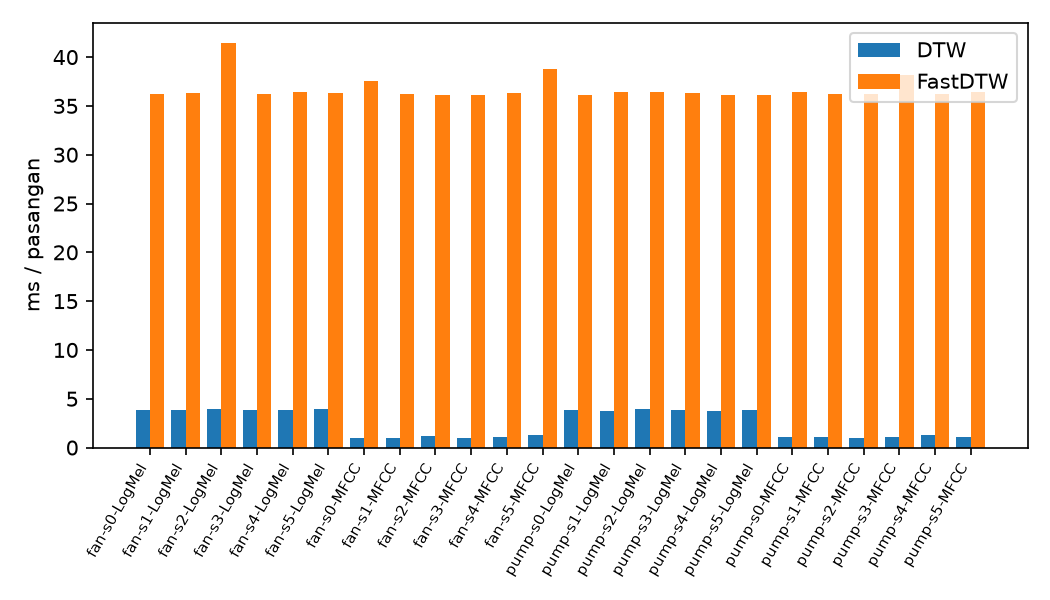 DTW
FastDTW
ms / pasangan
40
35
30
25
20
15
10
5
0
fan-s0-LogMel
fan-s1-LogMel
fan-s2-LogMel
fan-s3-LogMel
fan-s4-LogMel
fan-s5-LogMel
fan-s0-MFCC
fan-s1-MFCC
fan-s2-MFCC
fan-s3-MFCC
fan-s4-MFCC
fan-s5-MFCC
pump-s0-LogMel
pump-s1-LogMel
pump-s2-LogMel
pump-s3-LogMel
pump-s4-LogMel
pump-s5-LogMel
pump-s0-MFCC
pump-s1-MFCC
pump-s2-MFCC
pump-s3-MFCC
pump-s4-MFCC
pump-s5-MFCC